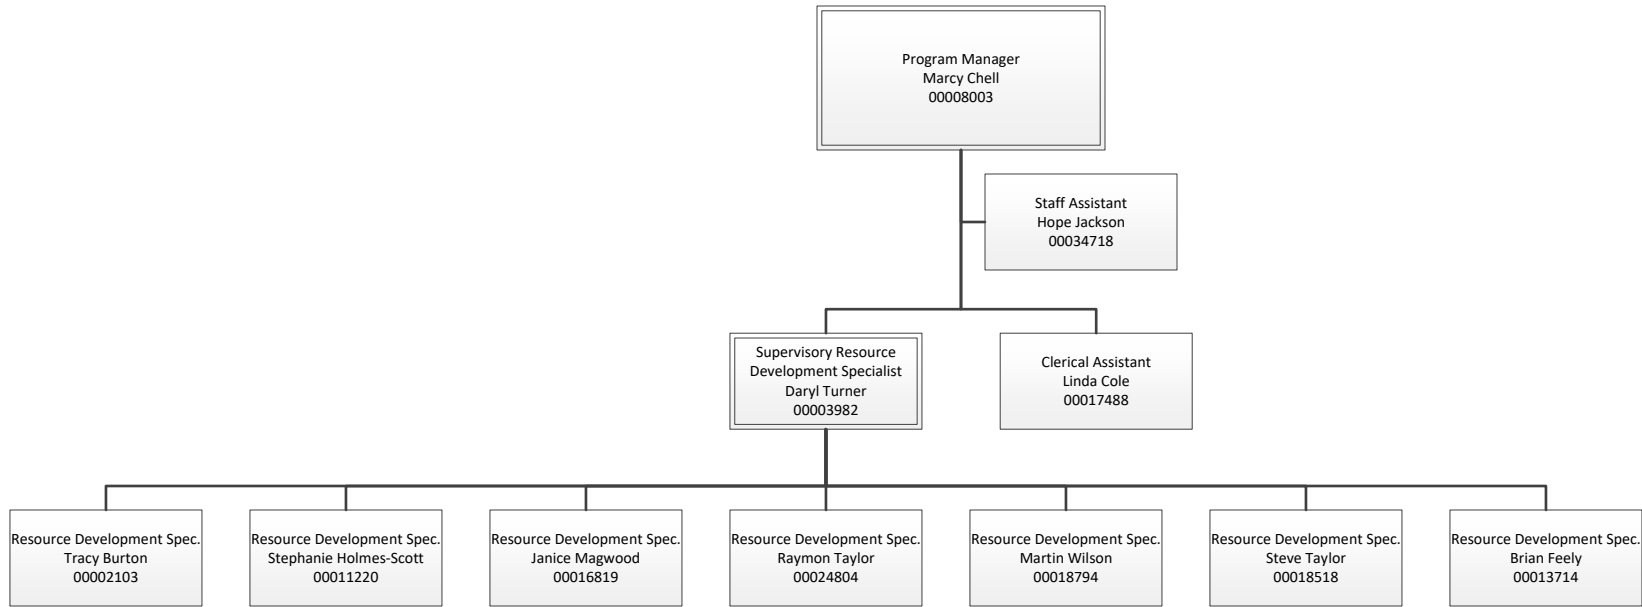 Program Manager
Marcy Chell
00008003
Staff Assistant
Hope Jackson
00034718
Supervisory Resource
Development Specialist
Daryl Turner
00003982
Clerical Assistant
Linda Cole
00017488
Resource Development Spec.
Tracy Burton
00002103
Resource Development Spec.
Stephanie Holmes-Scott
00011220
Resource Development Spec.
Janice Magwood
00016819
Resource Development Spec.
Raymon Taylor
00024804
Resource Development Spec.
Martin Wilson
00018794
Resource Development Spec.
Steve Taylor
00018518
Resource Development Spec.
Brian Feely
00013714